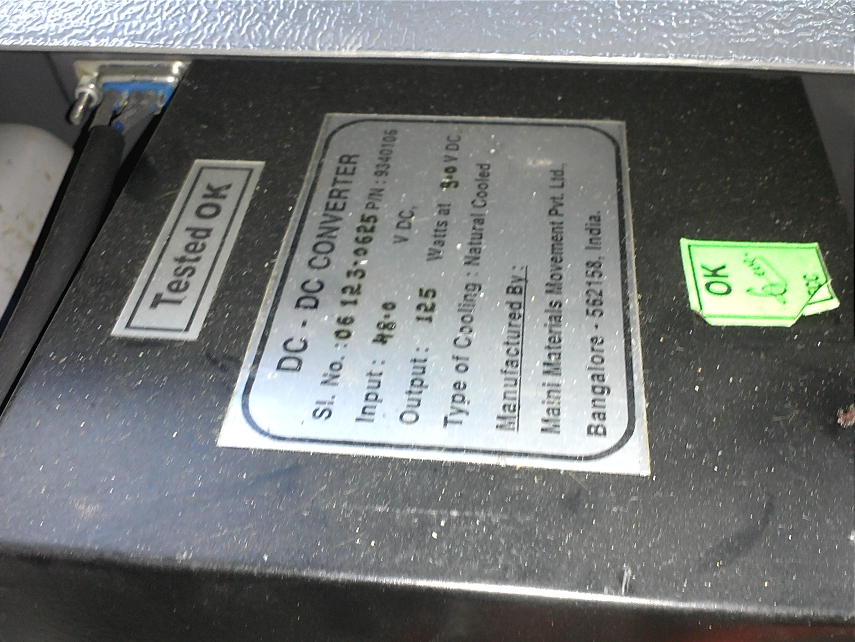 Tested OK
DC - DC CONVERTER
Sl. No. : 06 123:0625 P/N : 9340106
Input : 48.0 V DC,
Output : 125 Watts at 5.0 V DC,
Type of Cooling : Natural Cooled
Manufactured By :
Maini Materials Movement Pvt. Ltd.,
Bangalore - 562158, India.
OK